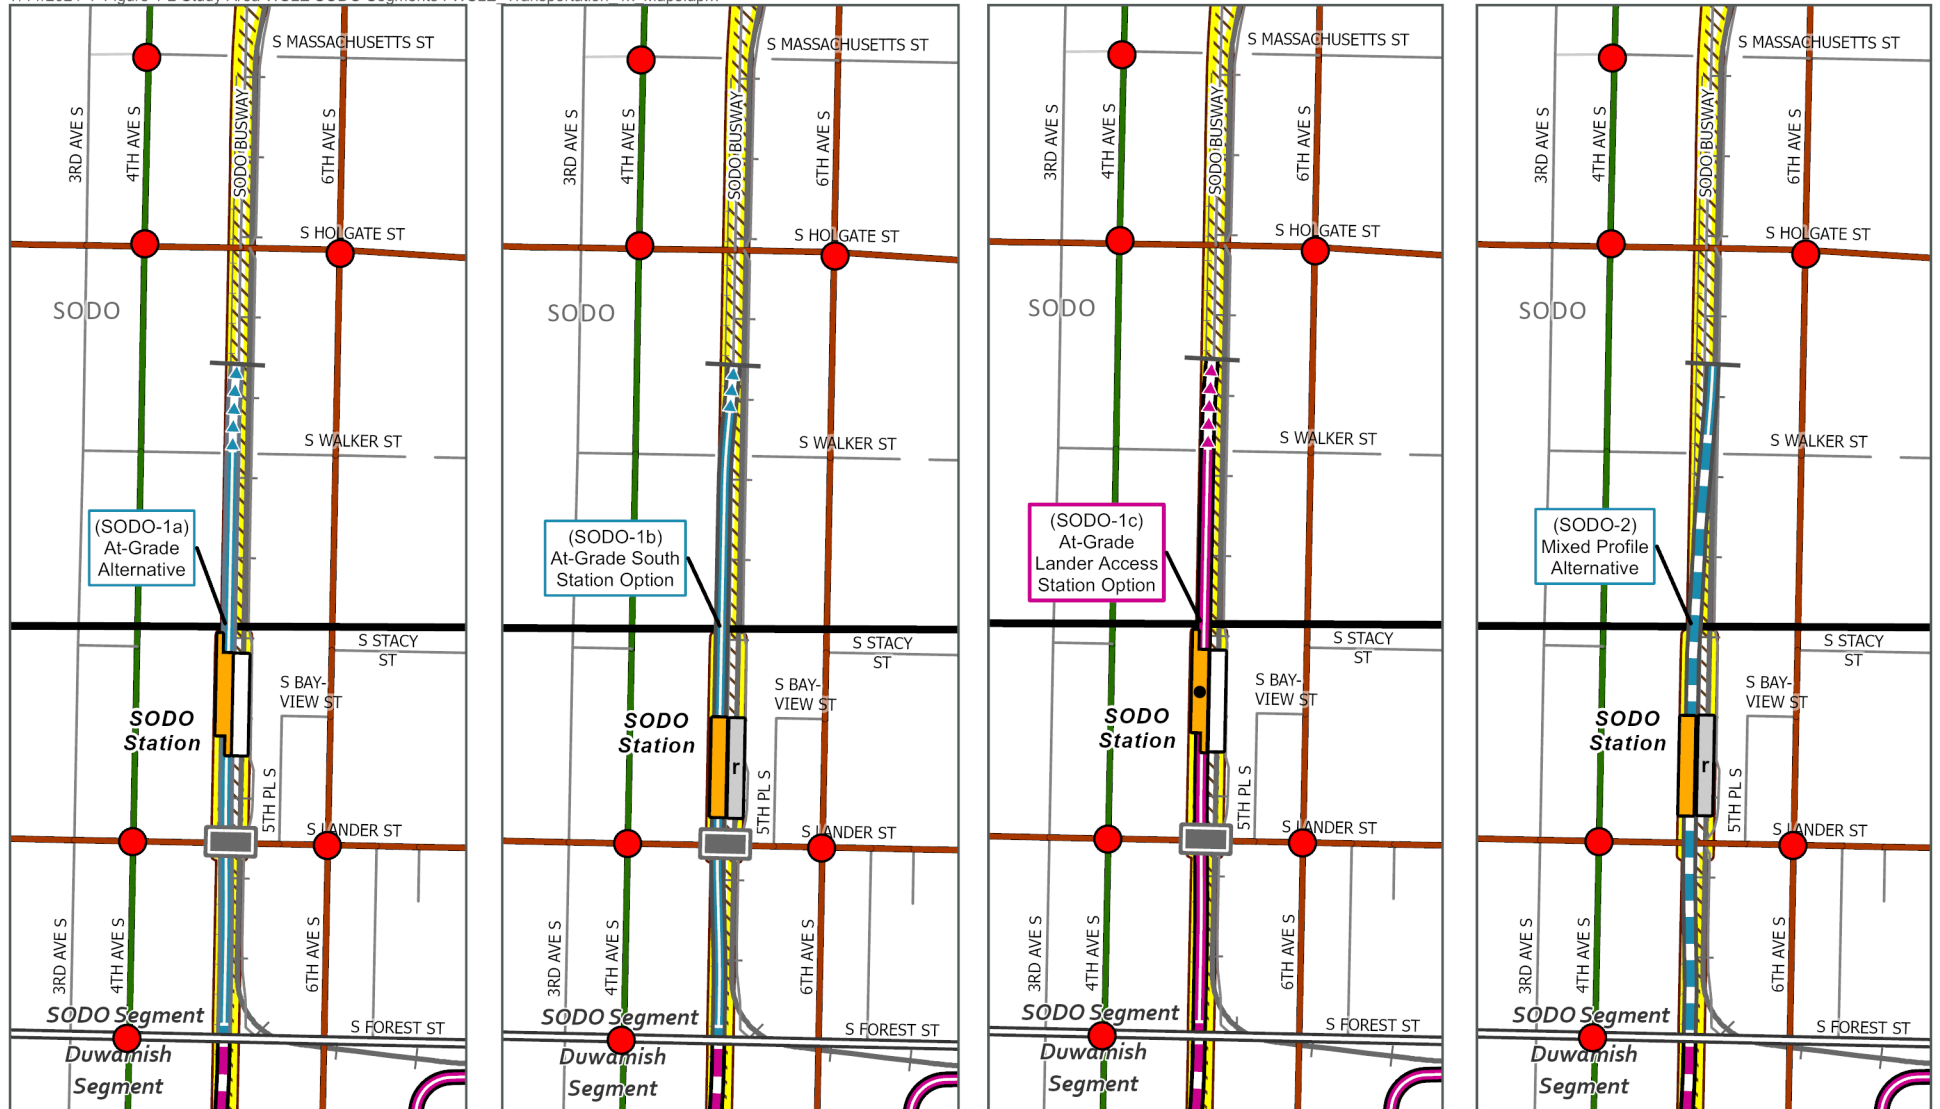 S MASSACHUSETTS ST
3RD AVE S
4TH AVE S
SODO BUSWAY
6TH AVE S
S HOLGATE ST
SODO
S WALKER ST
(SODO-1a)
At-Grade
Alternative
S STACY
ST
S BAY-
VIEW ST
SODO
Station
5TH PL S
S LANDER ST
3RD AVE S
4TH AVE S
6TH AVE S
SODO Segment
S FOREST ST
Duwamish
Segment
S MASSACHUSETTS ST
3RD AVE S
4TH AVE S
SODO BUSWAY
6TH AVE S
S HOLGATE ST
SODO
S WALKER ST
(SODO-1b)
At-Grade South
Station Option
S STACY
ST
S BAY-
VIEW ST
SODO
Station
r
5TH PL S
S LANDER ST
3RD AVE S
4TH AVE S
6TH AVE S
SODO Segment
S FOREST ST
Duwamish
Segment
S MASSACHUSETTS ST
3RD AVE S
4TH AVE S
SODO BUSWAY
6TH AVE S
S HOLGATE ST
SODO
S WALKER ST
(SODO-1c)
At-Grade
Lander Access
Station Option
S STACY
ST
S BAY-
VIEW ST
SODO
Station
5TH PL S
S LANDER ST
3RD AVE S
4TH AVE S
6TH AVE S
SODO Segment
S FOREST ST
Duwamish
Segment
S MASSACHUSETTS ST
3RD AVE S
4TH AVE S
SODO BUSWAY
6TH AVE S
S HOLGATE ST
SODO
S WALKER ST
(SODO-2)
Mixed Profile
Alternative
S STACY
ST
S BAY-
VIEW ST
SODO
Station
r
5TH PL S
S LANDER ST
3RD AVE S
4TH AVE S
6TH AVE S
SODO Segment
S FOREST ST
Duwamish
Segment